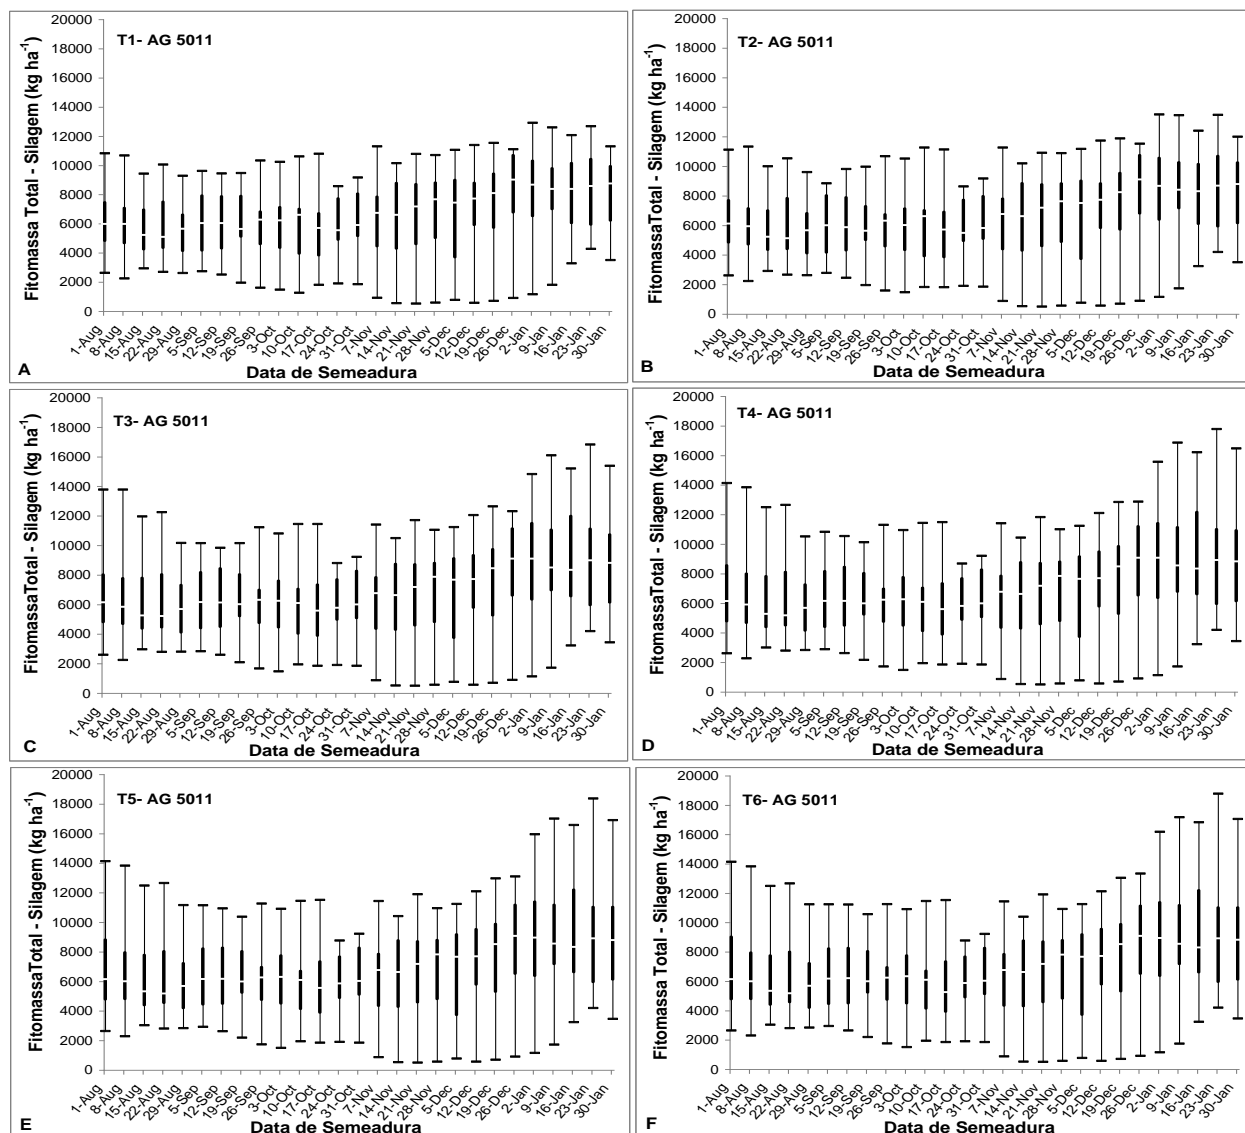 FitomassaTotal - Silagem (kg ha⁻¹)
20000
T1- AG 5011
18000
16000
14000
12000
10000
8000
6000
4000
2000
0
1-Aug 8-Aug 15-Aug 22-Aug 29-Aug 5-Sep 12-Sep 19-Sep 26-Sep 3-Oct 10-Oct 17-Oct 24-Oct 31-Oct 7-Nov 14-Nov 21-Nov 28-Nov 5-Dec 12-Dec 19-Dec 26-Dec 2-Jan 9-Jan 16-Jan 23-Jan 30-Jan
A Data de Semeadura
FitomassaTotal - Silagem (kg ha⁻¹)
20000
T2- AG 5011
18000
16000
14000
12000
10000
8000
6000
4000
2000
0
1-Aug 8-Aug 15-Aug 22-Aug 29-Aug 5-Sep 12-Sep 19-Sep 26-Sep 3-Oct 10-Oct 17-Oct 24-Oct 31-Oct 7-Nov 14-Nov 21-Nov 28-Nov 5-Dec 12-Dec 19-Dec 26-Dec 2-Jan 9-Jan 16-Jan 23-Jan 30-Jan
B Data de Semeadura
FitomassaTotal - Silagem (kg ha⁻¹)
20000
T3- AG 5011
18000
16000
14000
12000
10000
8000
6000
4000
2000
0
1-Aug 8-Aug 15-Aug 22-Aug 29-Aug 5-Sep 12-Sep 19-Sep 26-Sep 3-Oct 10-Oct 17-Oct 24-Oct 31-Oct 7-Nov 14-Nov 21-Nov 28-Nov 5-Dec 12-Dec 19-Dec 26-Dec 2-Jan 9-Jan 16-Jan 23-Jan 30-Jan
C Data de Semeadura
FitomassaTotal - Silagem (kg ha⁻¹)
20000
T4- AG 5011
18000
16000
14000
12000
10000
8000
6000
4000
2000
0
1-Aug 8-Aug 15-Aug 22-Aug 29-Aug 5-Sep 12-Sep 19-Sep 26-Sep 3-Oct 10-Oct 17-Oct 24-Oct 31-Oct 7-Nov 14-Nov 21-Nov 28-Nov 5-Dec 12-Dec 19-Dec 26-Dec 2-Jan 9-Jan 16-Jan 23-Jan 30-Jan
D Data de Semeadura
FitomassaTotal - Silagem (kg ha⁻¹)
20000
T5- AG 5011
18000
16000
14000
12000
10000
8000
6000
4000
2000
0
1-Aug 8-Aug 15-Aug 22-Aug 29-Aug 5-Sep 12-Sep 19-Sep 26-Sep 3-Oct 10-Oct 17-Oct 24-Oct 31-Oct 7-Nov 14-Nov 21-Nov 28-Nov 5-Dec 12-Dec 19-Dec 26-Dec 2-Jan 9-Jan 16-Jan 23-Jan 30-Jan
E Data de Semeadura
Fitomassa Total - Silagem (kg ha⁻¹)
20000
T6- AG 5011
18000
16000
14000
12000
10000
8000
6000
4000
2000
0
1-Aug 8-Aug 15-Aug 22-Aug 29-Aug 5-Sep 12-Sep 19-Sep 26-Sep 3-Oct 10-Oct 17-Oct 24-Oct 31-Oct 7-Nov 14-Nov 21-Nov 28-Nov 5-Dec 12-Dec 19-Dec 26-Dec 2-Jan 9-Jan 16-Jan 23-Jan 30-Jan
F Data de Semeadura